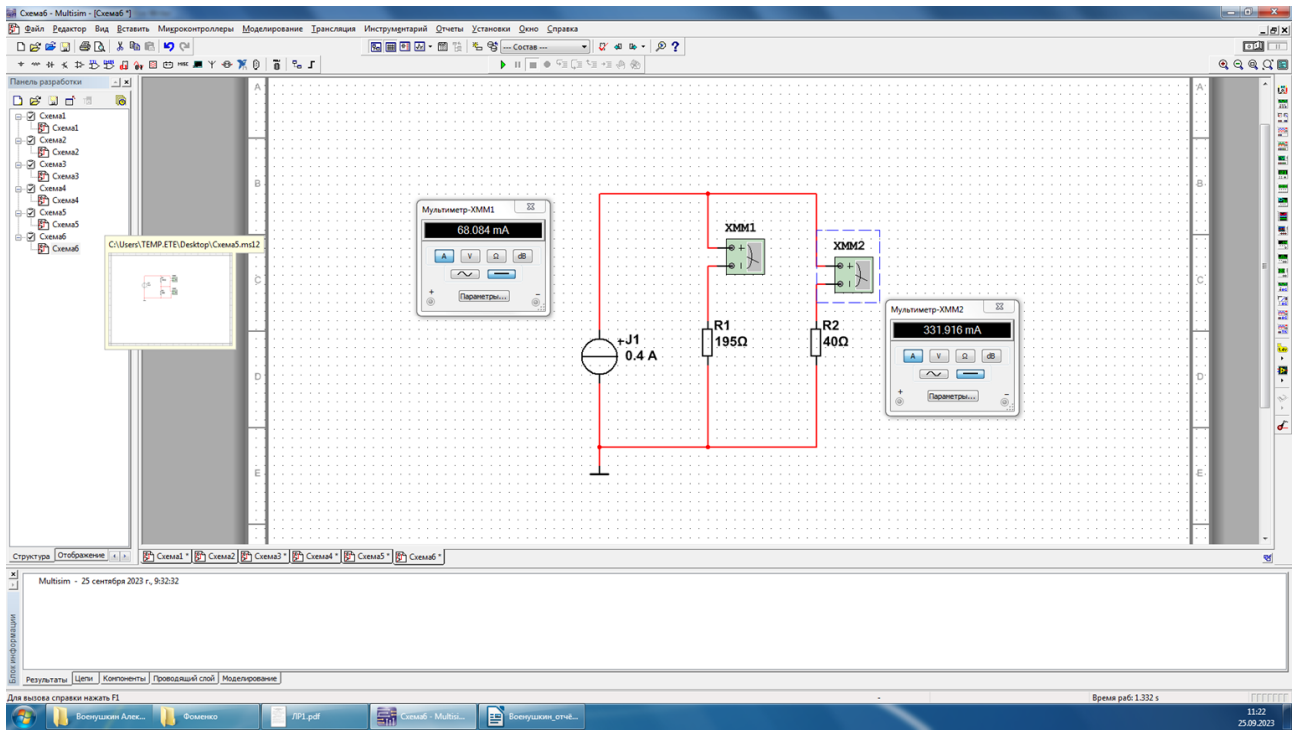 Схема6 - Multisim - [Схема6 *]
Файл Редактор Вид Вставить Микроконтроллеры Моделирование Трансляция Инструментарий Отчеты Установки Окно Справка
--- Состав ---
Панель разработки
Схема1
Схема1
Схема2
Схема2
Схема3
Схема3
Схема4
Схема4
Схема5
Схема5
Схема6
Схема6
C:\Users\TEMP.ETE\Desktop\Схема5.ms12
A
B
C
D
E
A
B
C
D
E
Мультиметр-XMM1
68.084 mA
A V Ω dB
Параметры...
XMM1
XMM2
Мультиметр-XMM2
331.916 mA
A V Ω dB
Параметры...
J1
0.4 A
R1
195Ω
R2
40Ω
Структура Отображение
Схема1 * Схема2 Схема3 * Схема4 * Схема5 * Схема6 *
Multisim - 25 сентября 2023 г., 9:32:32
Блок информации
Результаты Цепи Компоненты Проводящий слой Моделирование
Для вызова справки нажать F1
-
Время раб: 1.332 s
Военушкин Алек... Фоменко ЛР1.pdf Схема6 - Multisi... Военушкин_отчё...
11:22
25.09.2023